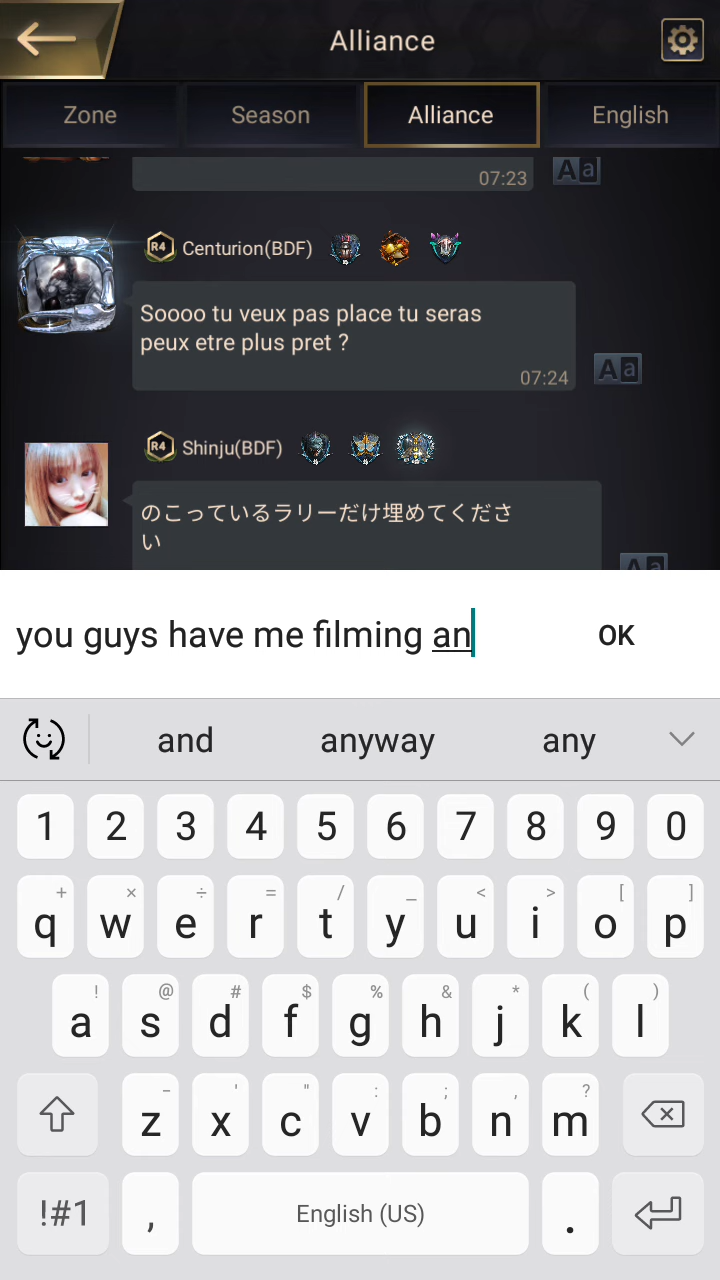 Alliance
Zone
Season
Alliance
English
07:23
Aa
R4 Centurion(BDF)
Soooo tu veux pas place tu seras
peux etre plus pret ?
07:24
Aa
R4 Shinju(BDF)
のこっているラリーだけ埋めてくださ
い
Aa
you guys have me filming an
OK
and
anyway
any
1 2 3 4 5 6 7 8 9 0
+ × ÷ = / _ < > [ ]
q w e r t y u i o p
! @ # $ % & * ( )
a s d f g h j k l
- ' " : ; , ?
z x c v b n m
!#1 , English (US) .